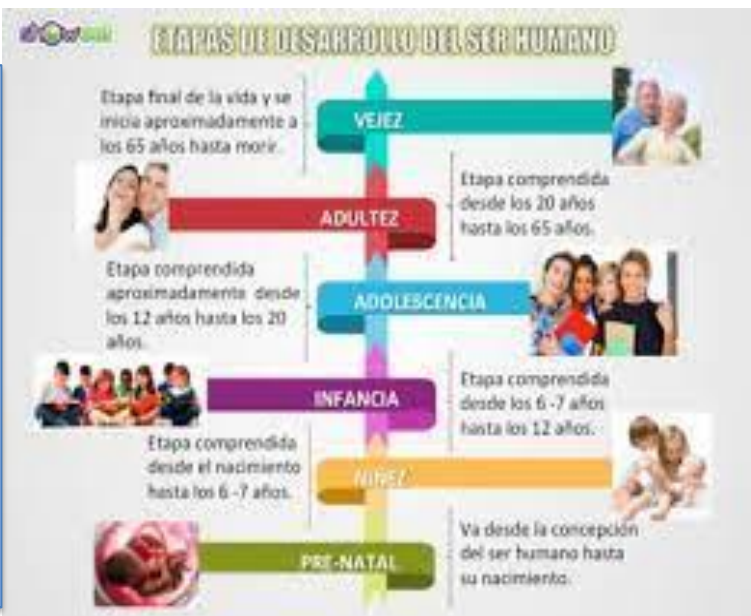 ETAPAS DE DESARROLLO DEL SER HUMANO
Etapa final de la vida y se
inicia aproximadamente a
los 65 años hasta morir.
VEJEZ
ADULTEZ
Etapa comprendida
desde los 20 años
hasta los 65 años.
Etapa comprendida
aproximadamente desde
los 12 años hasta los 20
años.
ADOLESCENCIA
INFANCIA
Etapa comprendida
desde los 6 -7 años
hasta los 12 años.
Etapa comprendida
desde el nacimiento
hasta los 6 -7 años.
NIÑEZ
PRE-NATAL
Va desde la concepción
del ser humano hasta
su nacimiento.